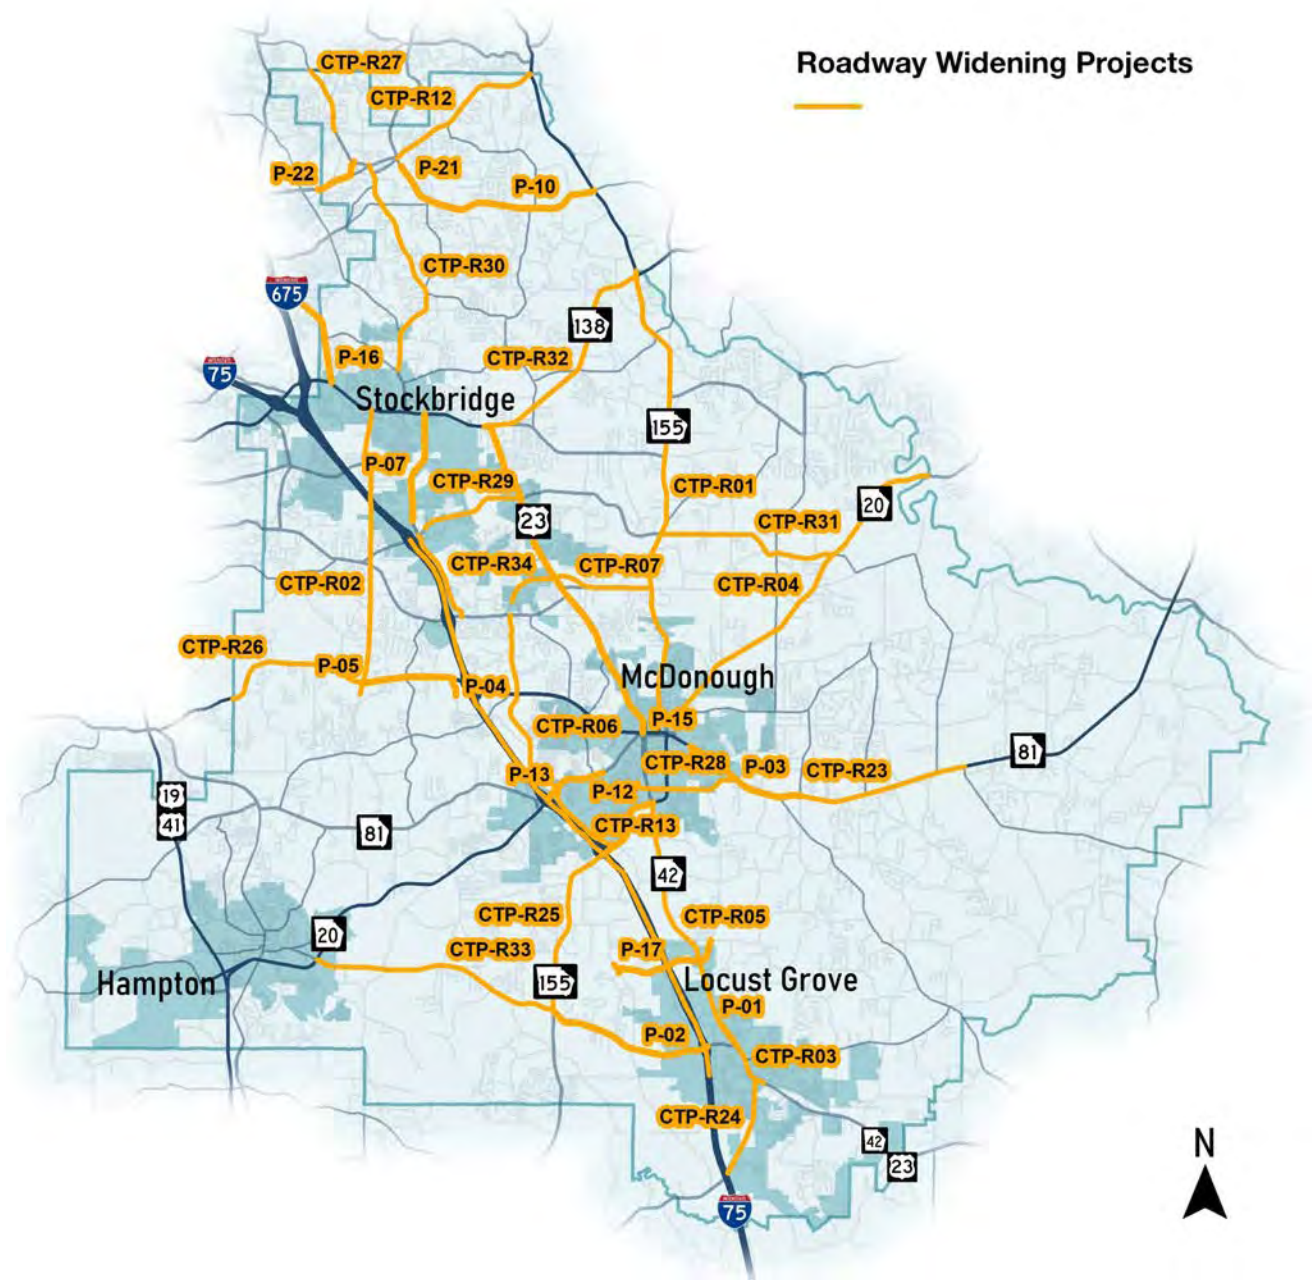 Roadway Widening Projects
CTP-R27
CTP-R12
P-22
P-21
P-10
CTP-R30
675
138
P-16
CTP-R32
75
Stockbridge
155
P-07
CTP-R29
CTP-R01
20
23
CTP-R31
CTP-R34
CTP-R07
CTP-R02
CTP-R04
CTP-R26
P-05
McDonough
P-04
CTP-R06
P-15
81
CTP-R28
P-03
CTP-R23
P-13
P-12
19
41
81
CTP-R13
42
CTP-R25
CTP-R05
20
CTP-R33
P-17
Hampton
155
Locust Grove
P-01
P-02
CTP-R03
CTP-R24
42
23
N
75